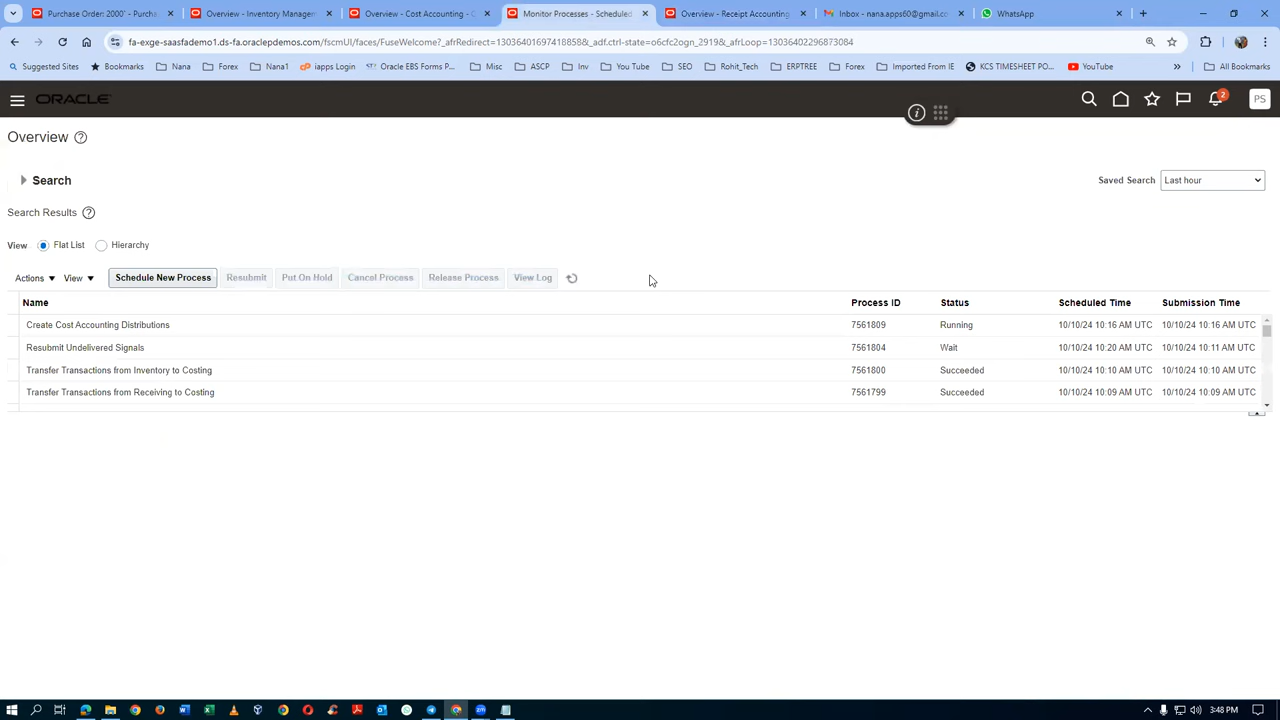 Purchase Order: 2000" - Purcha
Overview - Inventory Managem
Overview - Cost Accounting - C
Monitor Processes - Scheduled
Overview - Receipt Accounting
Inbox - nana.apps60@gmail.co
WhatsApp
fa-exge-saasfademo1.ds-fa.oraclepdemos.com/fscmUI/faces/FuseWelcome?_afrRedirect=13036401697418858&_adf.ctrl-state=o6cfc2ogn_2919&_afrLoop=13036402296873084
Suggested Sites Bookmarks Nana Forex Nana1 iapps Login Oracle EBS Forms P... Misc ASCP Inv You Tube SEO Rohit_Tech ERPTREE Forex Imported From IE KCS TIMESHEET PO... YouTube » All Bookmarks
ORACLE 2 PS
Overview
Search Saved Search Last hour
Search Results
View Flat List Hierarchy
Actions View Schedule New Process Resubmit Put On Hold Cancel Process Release Process View Log
Name Process ID Status Scheduled Time Submission Time
Create Cost Accounting Distributions 7561809 Running 10/10/24 10:16 AM UTC 10/10/24 10:16 AM UTC
Resubmit Undelivered Signals 7561804 Wait 10/10/24 10:20 AM UTC 10/10/24 10:11 AM UTC
Transfer Transactions from Inventory to Costing 7561800 Succeeded 10/10/24 10:10 AM UTC 10/10/24 10:10 AM UTC
Transfer Transactions from Receiving to Costing 7561799 Succeeded 10/10/24 10:09 AM UTC 10/10/24 10:09 AM UTC
3:48 PM